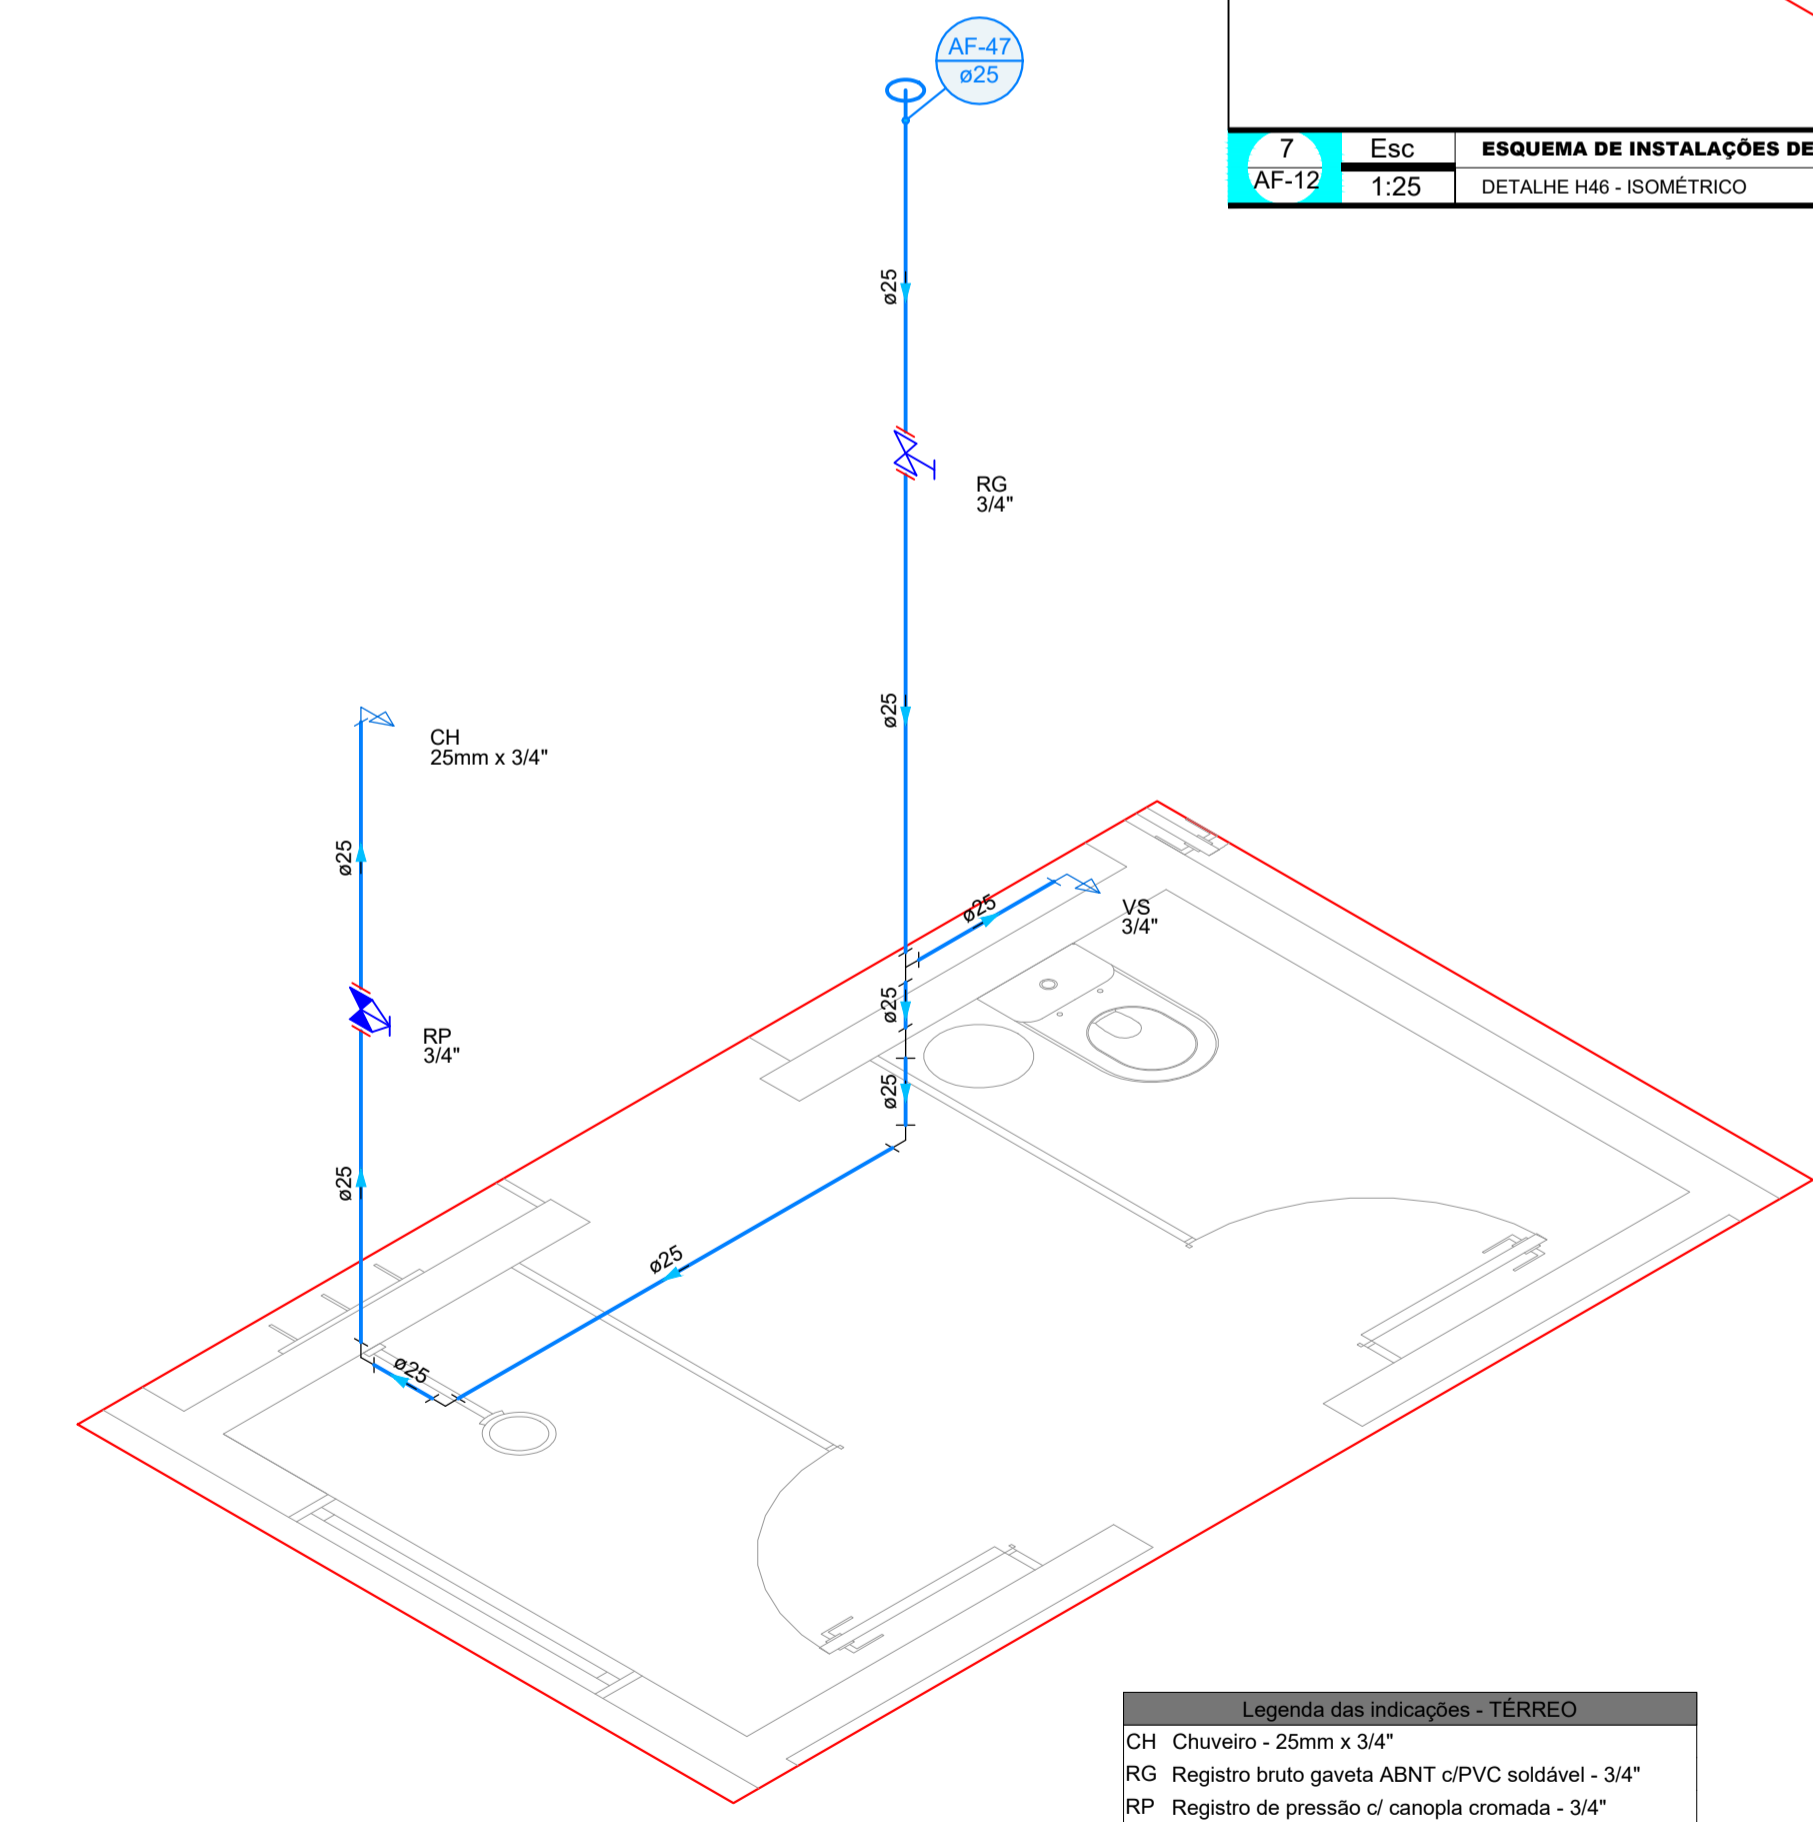 AF-47
ø25
7
AF-12
Esc
1:25
ESQUEMA DE INSTALAÇÕES DE
DETALHE H46 - ISOMÉTRICO
ø25
RG
3/4"
ø25
CH
25mm x 3/4"
ø25
ø25
VS
3/4"
ø25
RP
3/4"
ø25
ø25
ø25
ø25
Legenda das indicações - TÉRREO
CH Chuveiro - 25mm x 3/4"
RG Registro bruto gaveta ABNT c/PVC soldável - 3/4"
RP Registro de pressão c/ canopla cromada - 3/4"